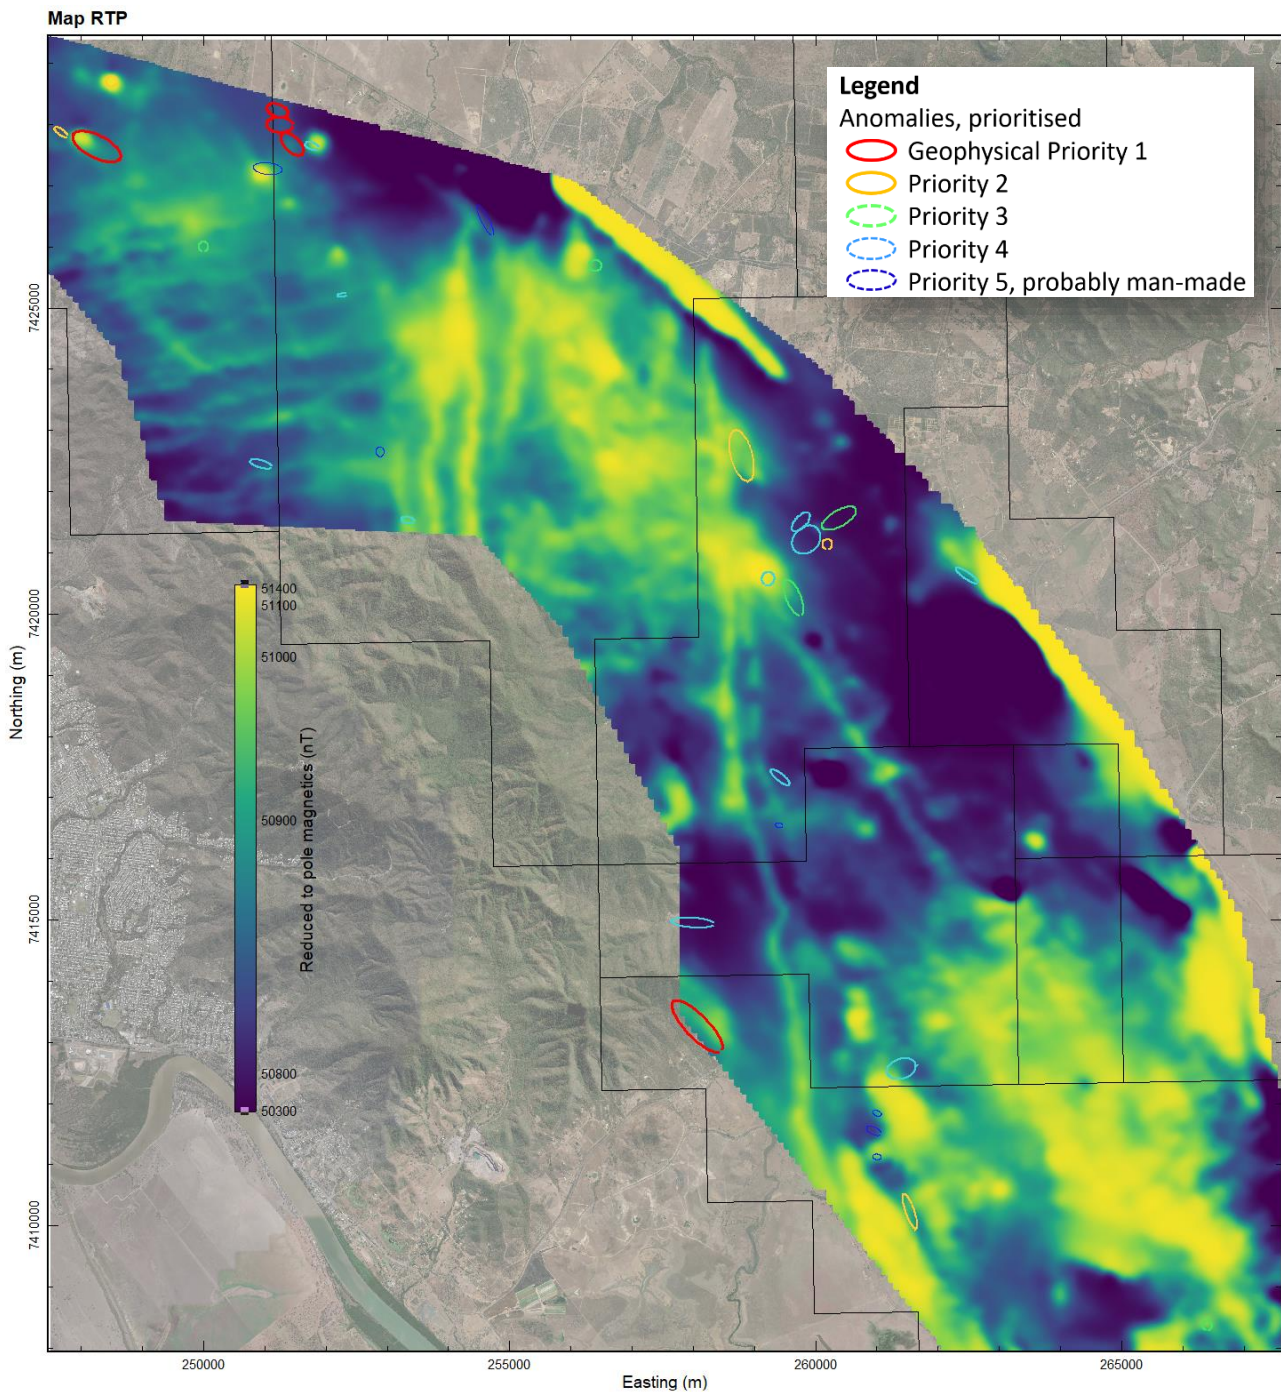 Map RTP
Legend
Anomalies, prioritised
Geophysical Priority 1
Priority 2
Priority 3
Priority 4
Priority 5, probably man-made
7425000
7420000
7415000
7410000
Northing (m)
51400
51100
51000
50900
50800
50300
Reduced to pole magnetics (nT)
250000
255000
260000
265000
Easting (m)